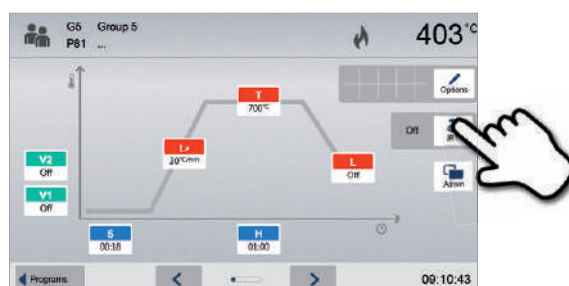 G5 Group 5
P81 ...
403°C
Options
T
700°C
Off
20°C/min
L
Off
V2
Off
V1
Off
S
00:18
H
01:00
Admin
Programs
09:10:43